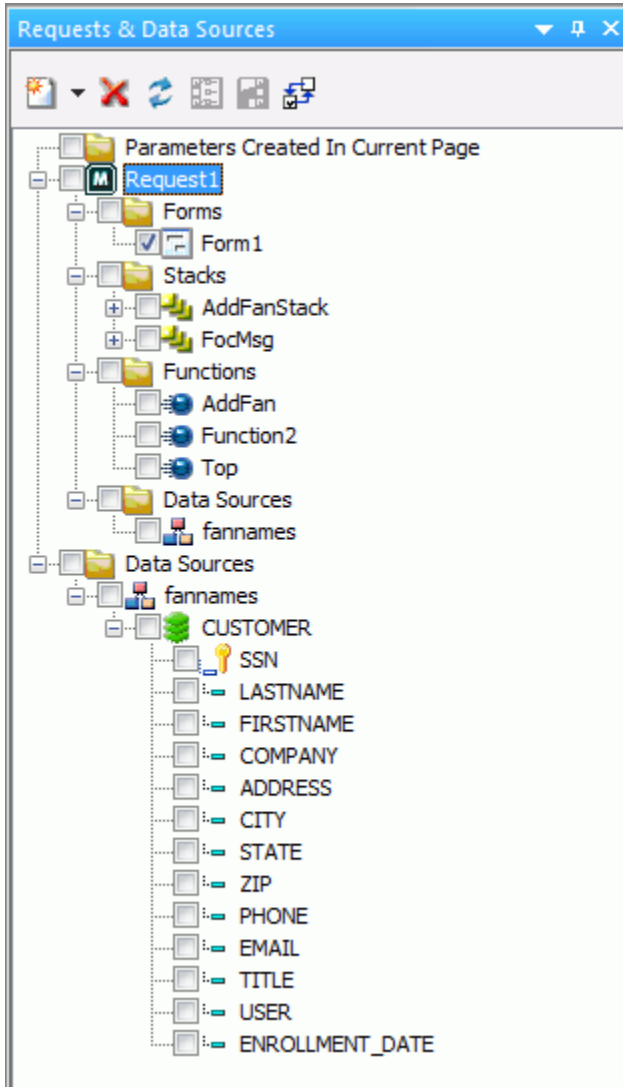 Requests & Data Sources
Parameters Created In Current Page
M Request1
Forms
Form1
Stacks
AddFanStack
FocMsg
Functions
AddFan
Function2
Top
Data Sources
fannames
Data Sources
fannames
CUSTOMER
SSN
LASTNAME
FIRSTNAME
COMPANY
ADDRESS
CITY
STATE
ZIP
PHONE
EMAIL
TITLE
USER
ENROLLMENT_DATE